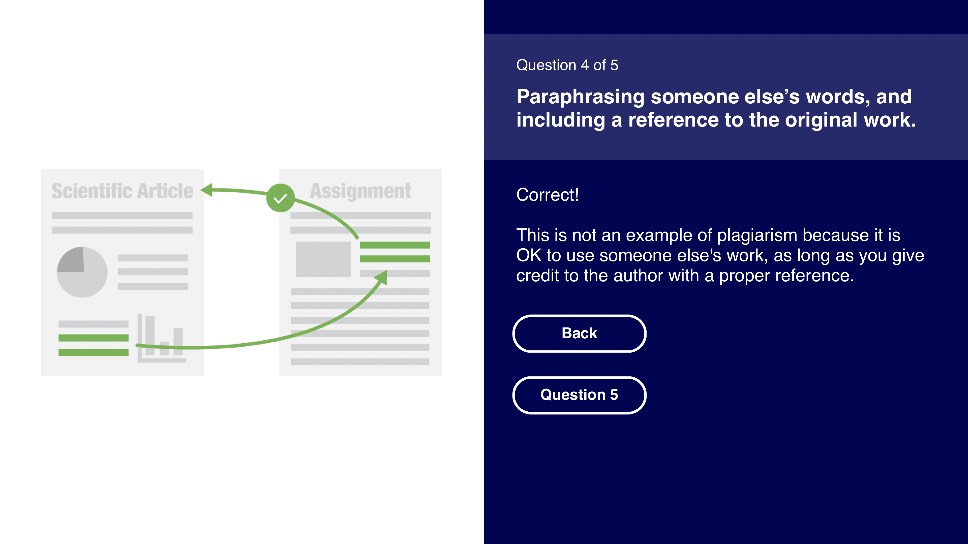 Scientific Article
Assignment
Question 4 of 5
Paraphrasing someone else’s words, and
including a reference to the original work.
Correct!
This is not an example of plagiarism because it is
OK to use someone else's work, as long as you give
credit to the author with a proper reference.
Back
Question 5